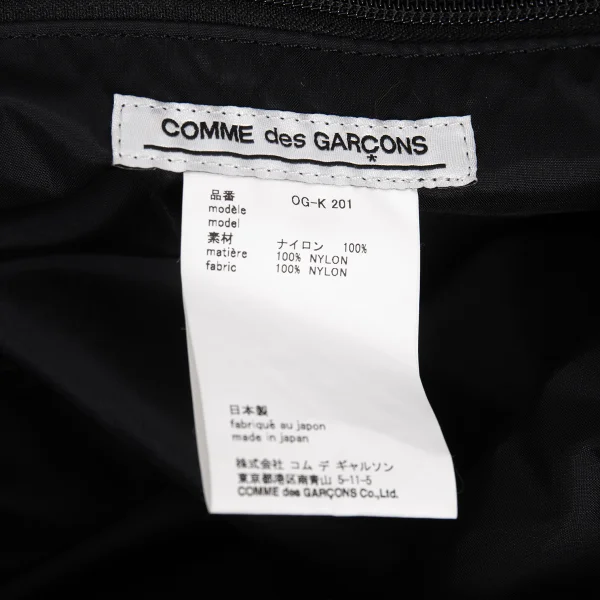 COMME des GARÇONS
品番
modèle OG-K 201
model
素材 ナイロン 100%
matière 100% NYLON
fabric 100% NYLON
日本製
fabriqué au japon
made in japan
株式会社 コム デ ギャルソン
東京都港区南青山 5-11-5
COMME des GARÇONS Co.,Ltd.